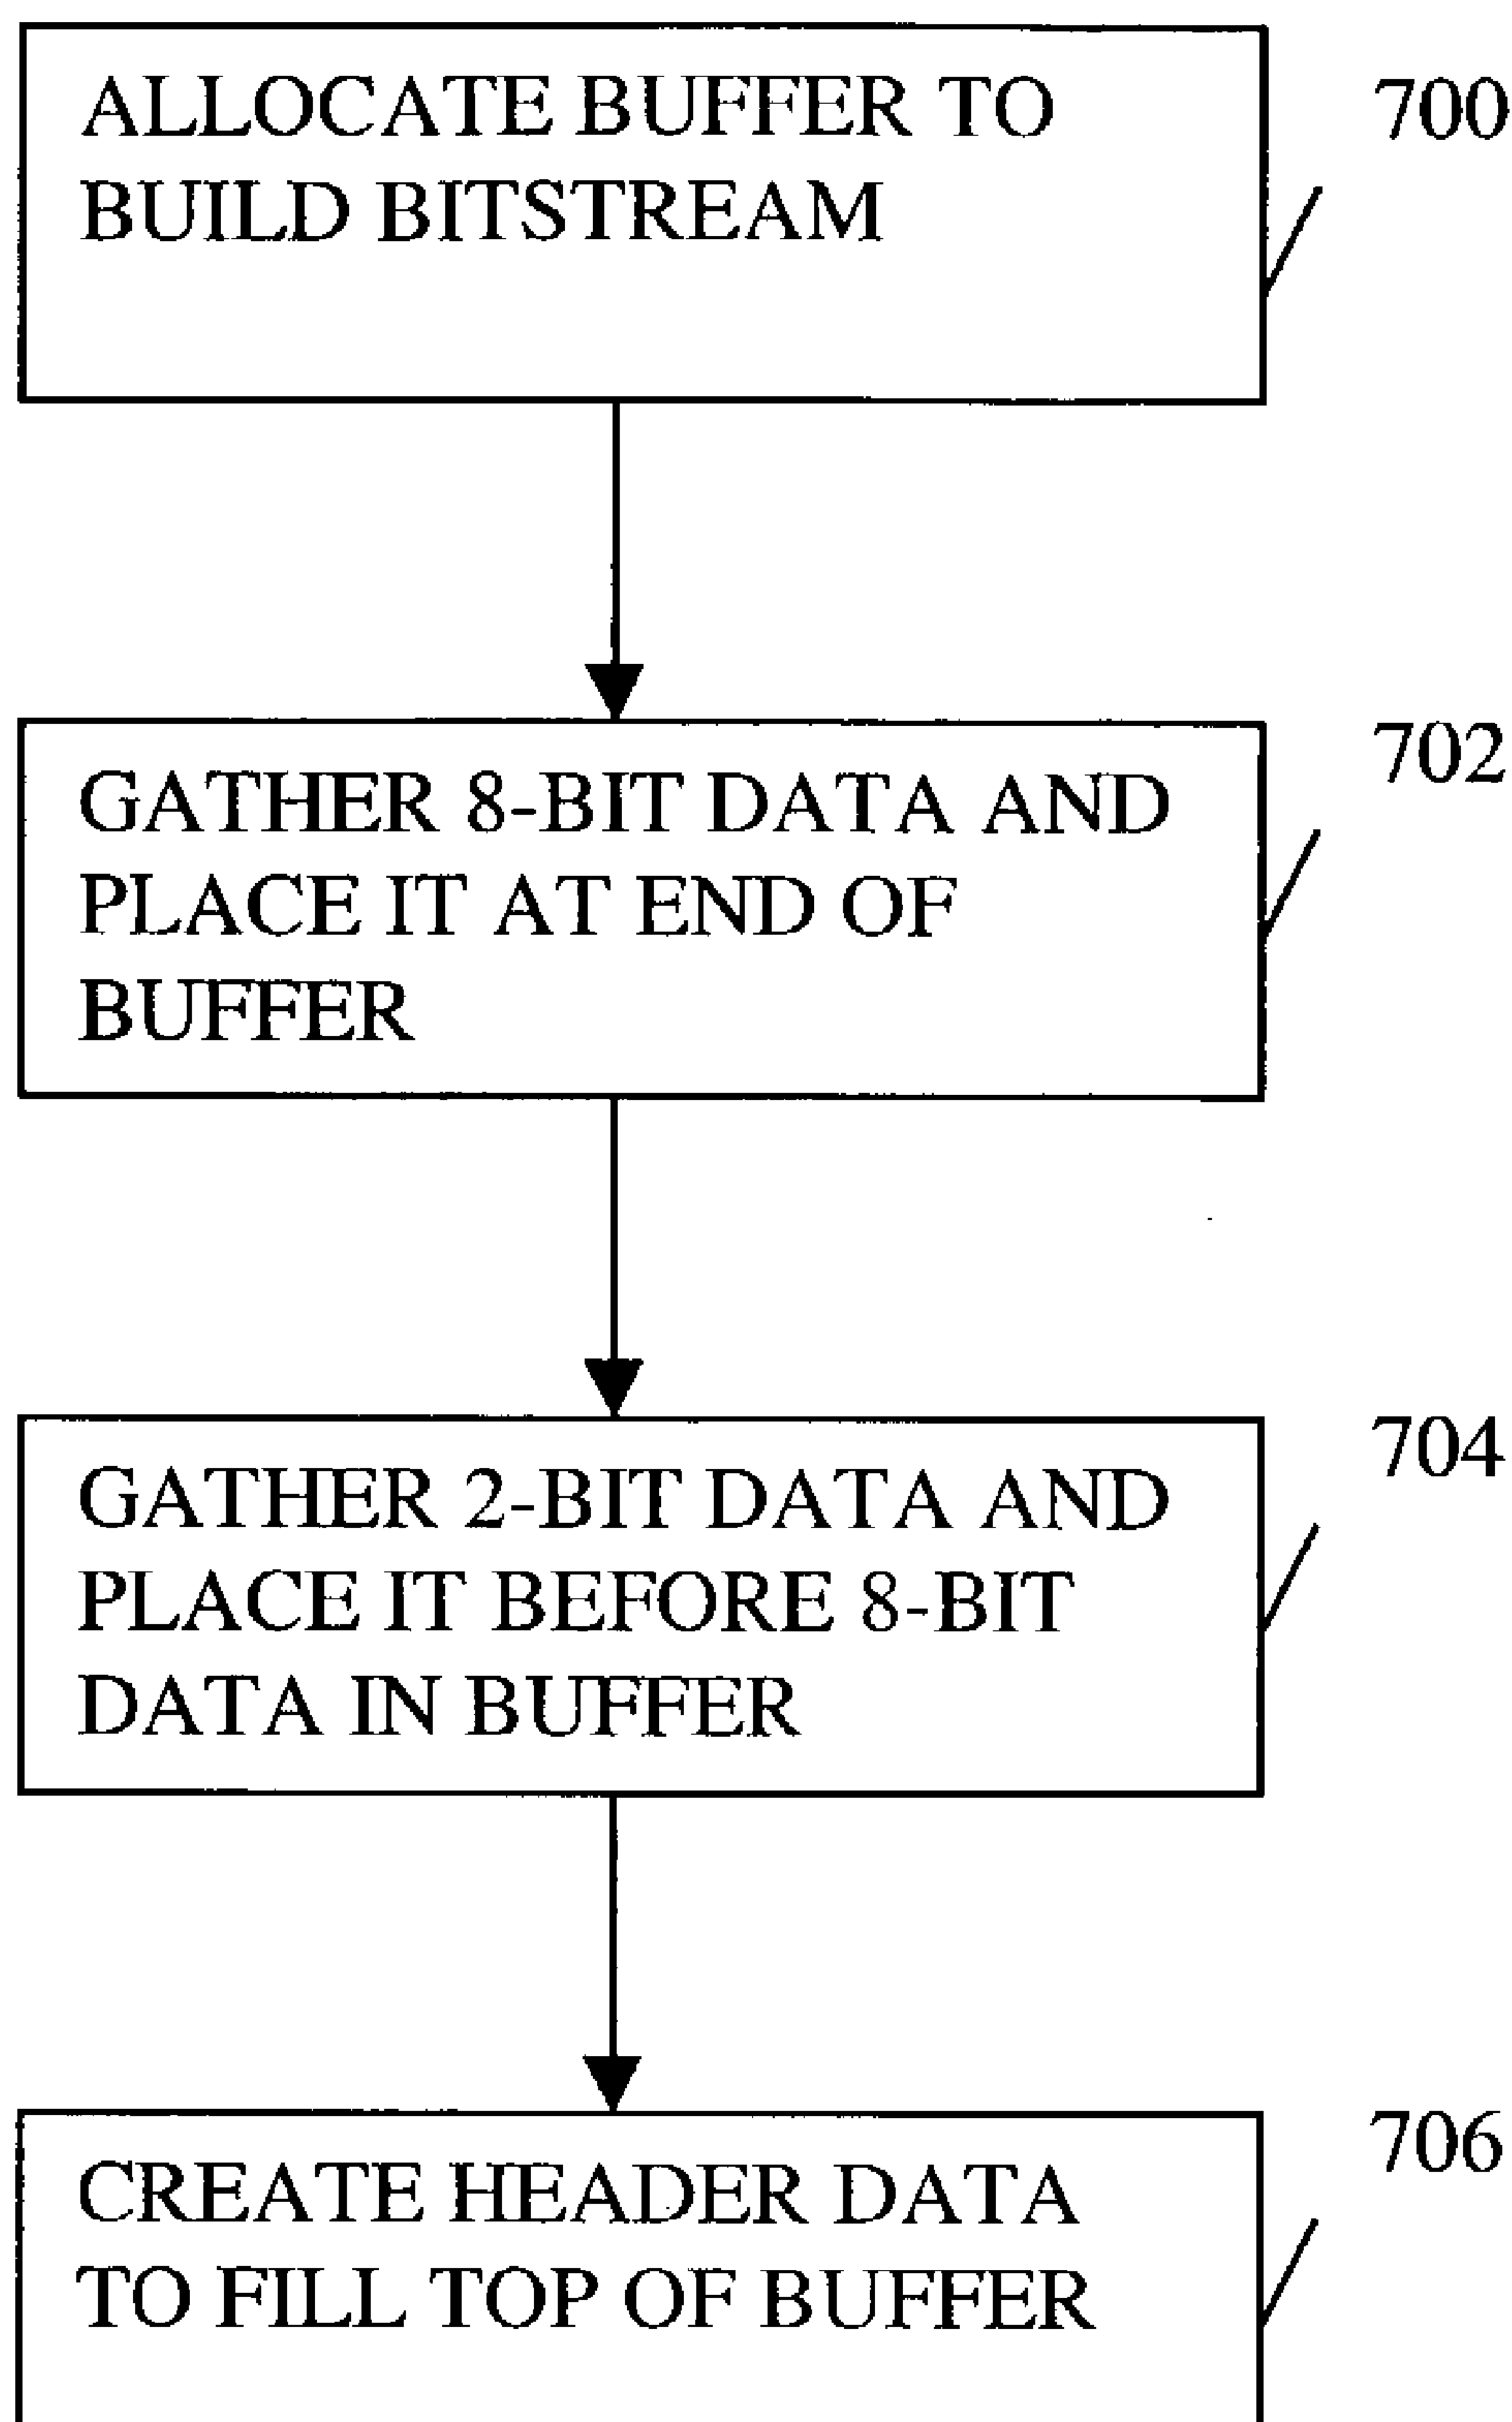 ALLOCATE BUFFER TO
BUILD BITSTREAM
700
GATHER 8-BIT DATA AND
PLACE IT AT END OF
BUFFER
702
GATHER 2-BIT DATA AND
PLACE IT BEFORE 8-BIT
DATA IN BUFFER
704
CREATE HEADER DATA
TO FILL TOP OF BUFFER
706